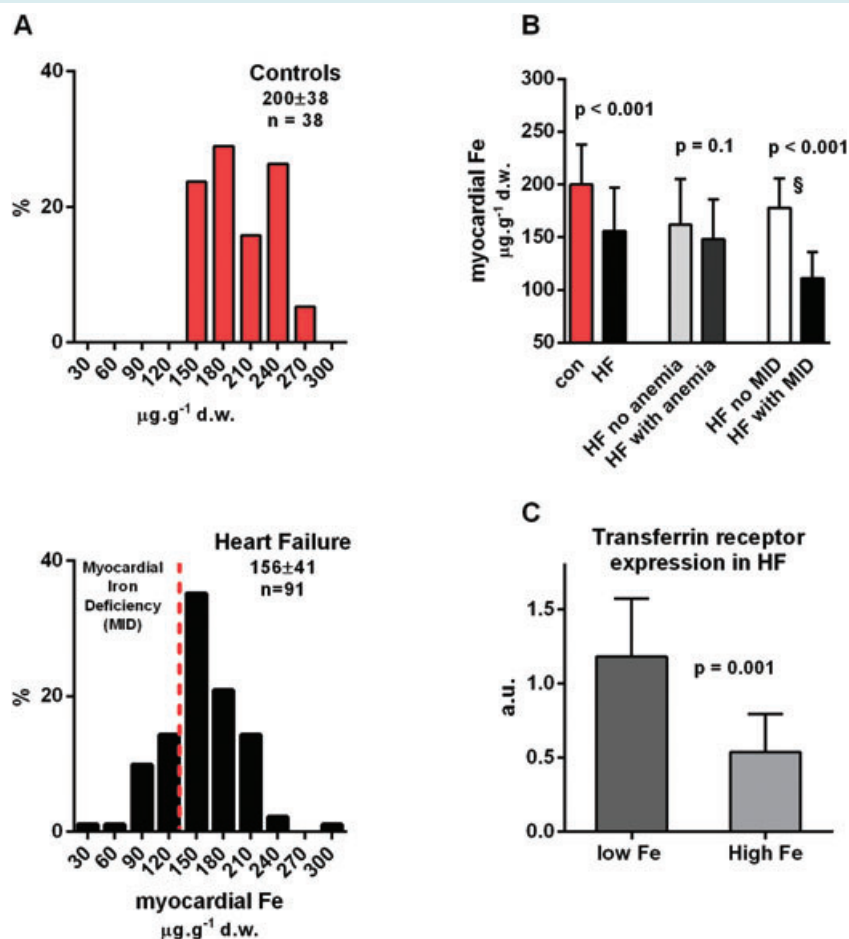 A
40
20
0
%
Controls
200±38
n = 38
30 60 90 120 150 180 210 240 270 300
µg.g⁻¹ d.w.
40
20
0
%
Myocardial
Iron
Deficiency
(MID)
Heart Failure
156±41
n=91
30 60 90 120 150 180 210 240 270 300
myocardial Fe
µg.g⁻¹ d.w.
B
300
250
200
150
100
50
myocardial Fe
µg.g⁻¹ d.w.
p < 0.001
p = 0.1
p < 0.001
§
con
HF
HF no anemia
HF with anemia
HF no MID
HF with MID
C
Transferrin receptor
expression in HF
1.5
1.0
0.5
0.0
a.u.
p = 0.001
low Fe
High Fe